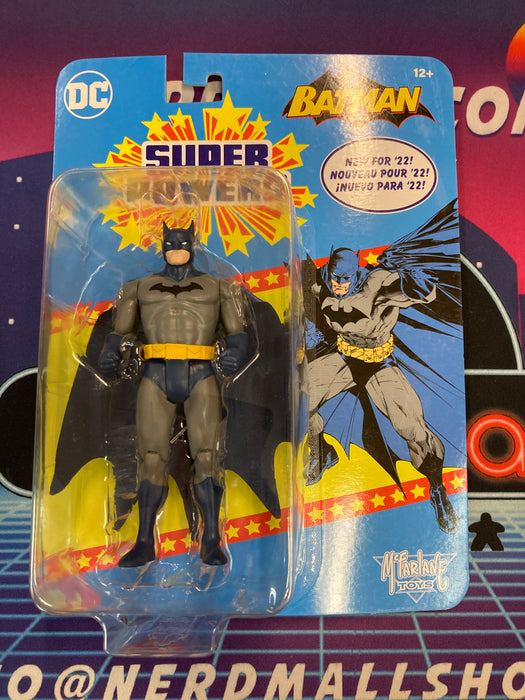 DC
BATMAN
12+
SUPER
POWERS
NEW FOR '22!
NOUVEAU POUR '22!
¡NUEVO PARA '22!
McFARLANE
TOYS
@NERDMALLSHO